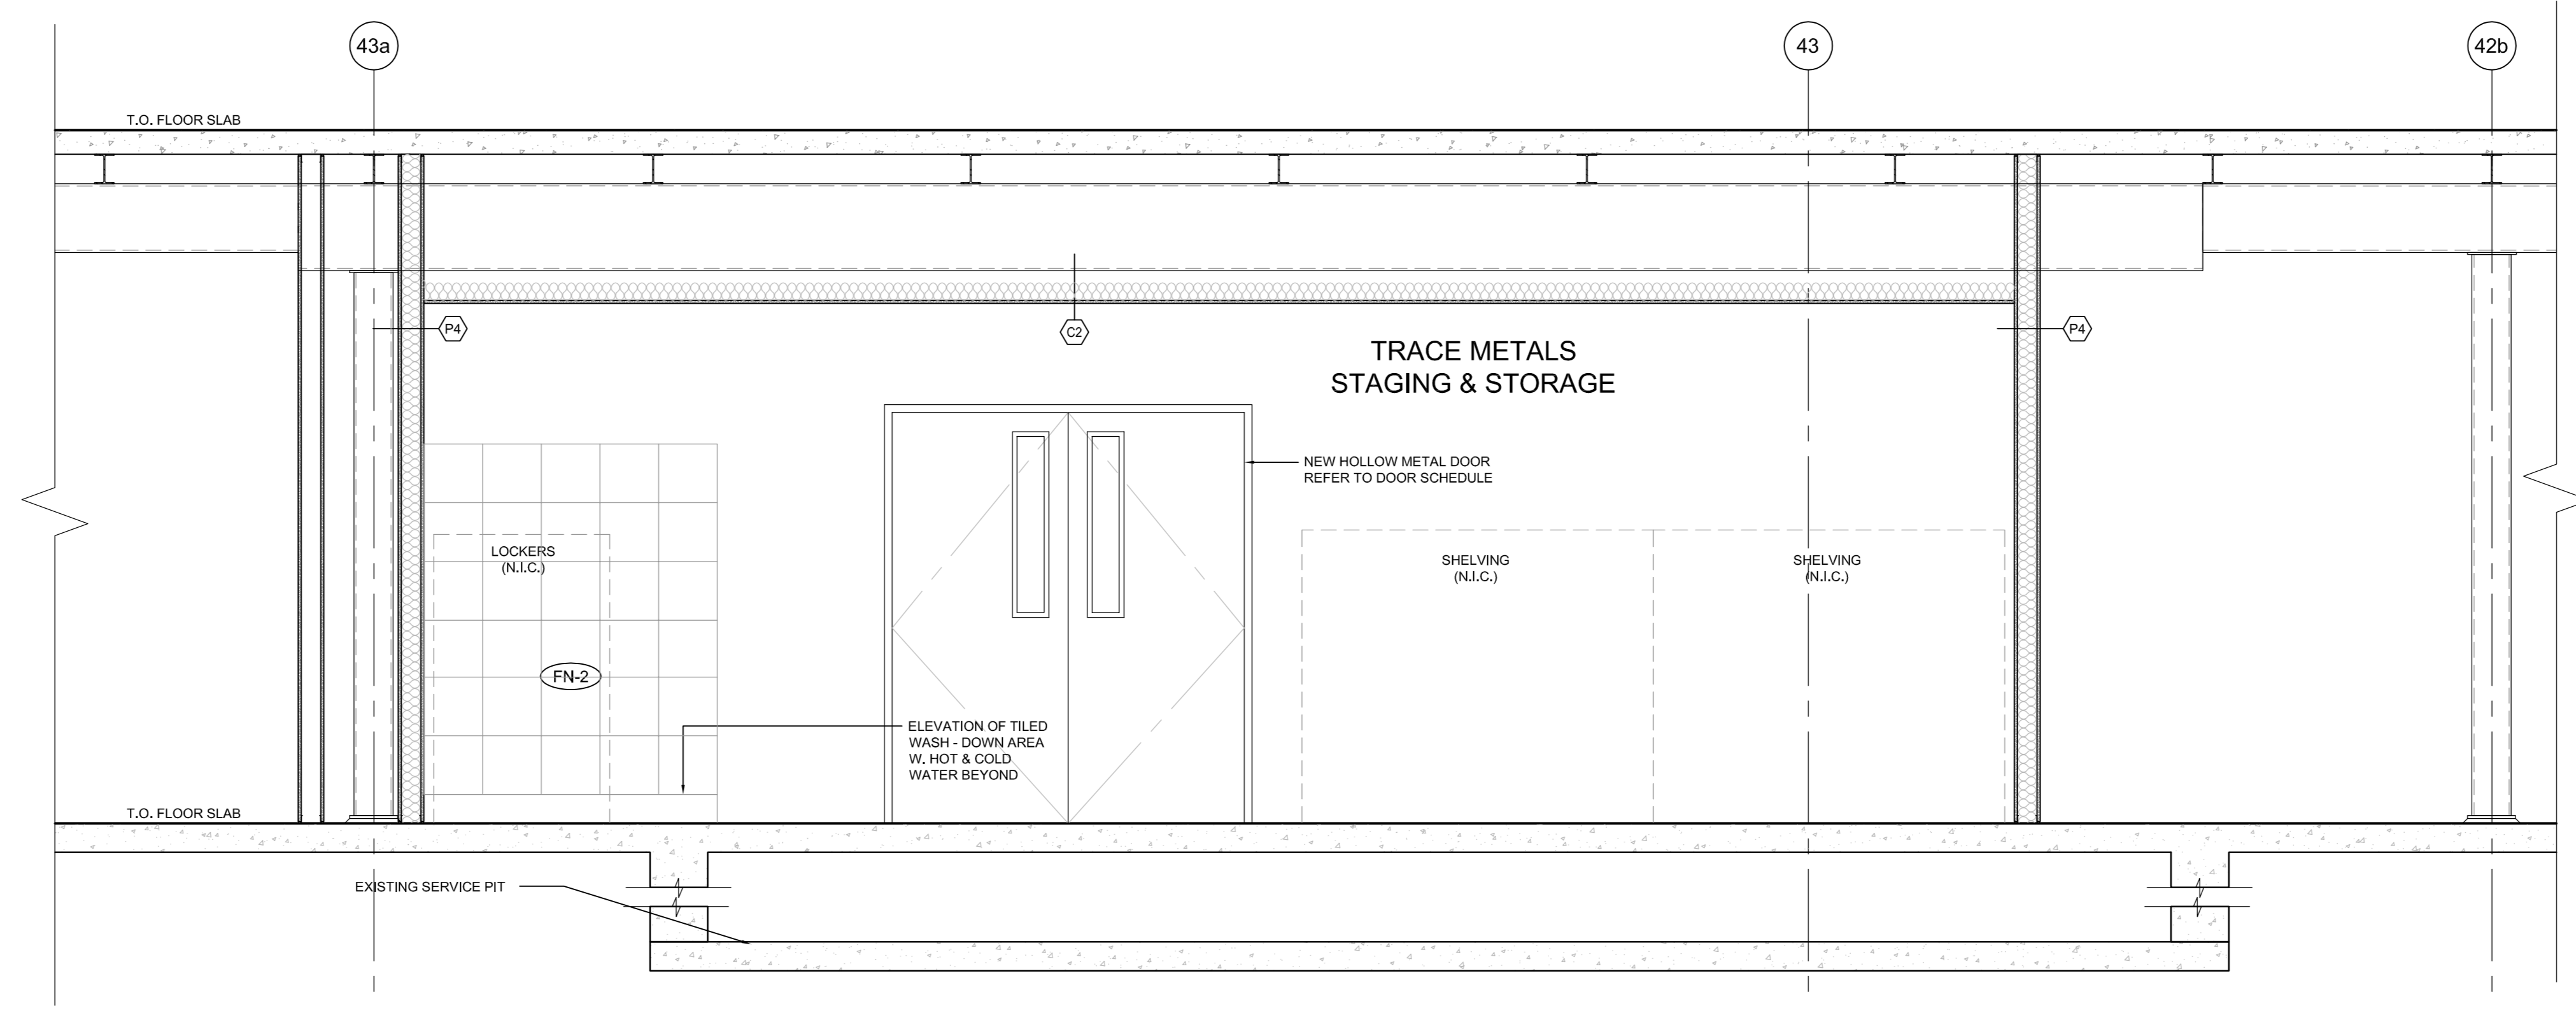 43a
43
42b
T.O. FLOOR SLAB
P4
C2
P4
TRACE METALS
STAGING & STORAGE
NEW HOLLOW METAL DOOR
REFER TO DOOR SCHEDULE
LOCKERS
(N.I.C.)
SHELVING
(N.I.C.)
SHELVING
(N.I.C.)
FN-2
ELEVATION OF TILED
WASH - DOWN AREA
W. HOT & COLD
WATER BEYOND
T.O. FLOOR SLAB
EXISTING SERVICE PIT